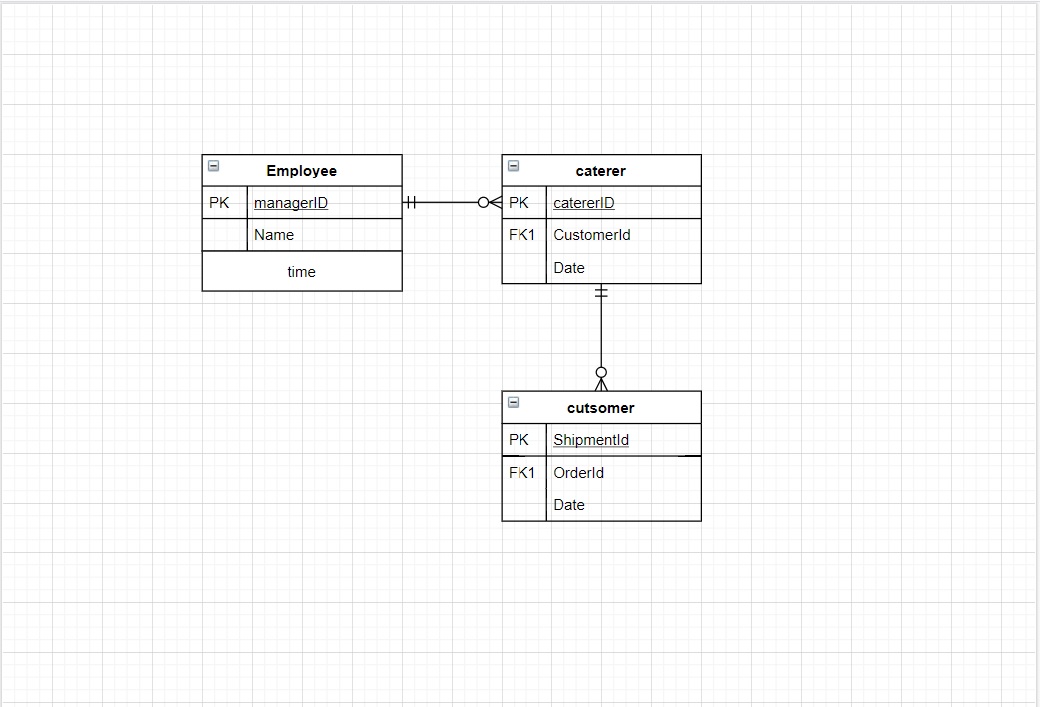 Employee
PK managerID
Name
time
caterer
PK catererID
FK1 CustomerId
Date
cutsomer
PK ShipmentId
FK1 OrderId
Date